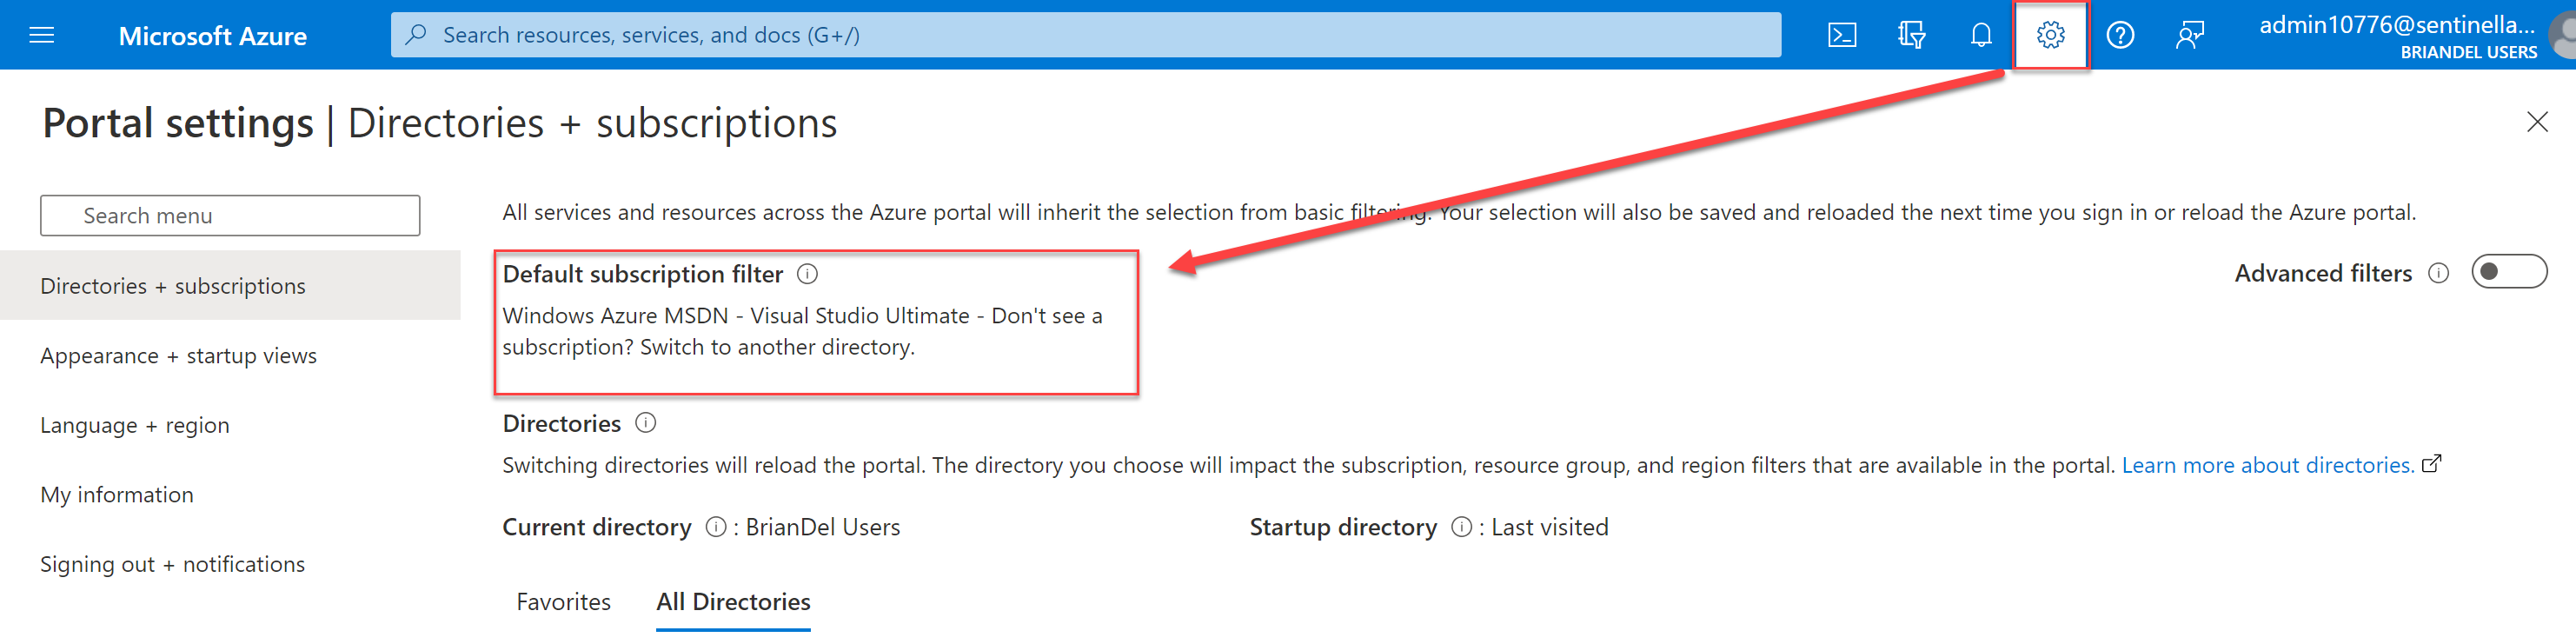 Microsoft Azure
Search resources, services, and docs (G+/)
admin10776@sentinella...
BRIANDEL USERS
Portal settings | Directories + subscriptions
Search menu
Directories + subscriptions
Appearance + startup views
Language + region
My information
Signing out + notifications
All services and resources across the Azure portal will inherit the selection from basic filtering. Your selection will also be saved and reloaded the next time you sign in or reload the Azure portal.
Default subscription filter
Advanced filters
Windows Azure MSDN - Visual Studio Ultimate - Don't see a
subscription? Switch to another directory.
Directories
Switching directories will reload the portal. The directory you choose will impact the subscription, resource group, and region filters that are available in the portal. Learn more about directories.
Current directory : BrianDel Users
Startup directory : Last visited
Favorites
All Directories